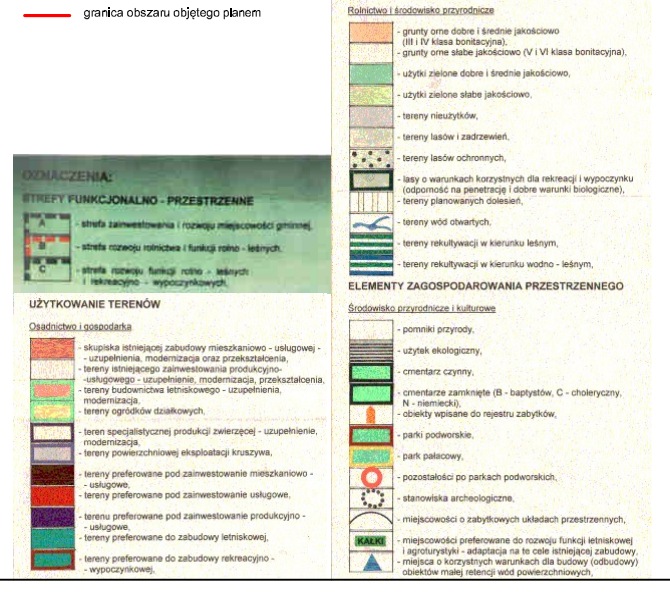 granica obszaru objętego planem
OZNACZENIA:
STREFY FUNKCJONALNO - PRZESTRZENNE
A
- strefa zainwestowania i rozwoju miejscowości gminnej,
B
- strefa rozwoju rolnictwa i funkcji rolno - leśnych,
C
- strefa rozwoju funkcji rolno - leśnych
i rekreacyjno - wypoczynkowych,
UŻYTKOWANIE TERENÓW
Osadnictwo i gospodarka
- skupiska istniejącej zabudowy mieszkaniowo - usługowej -
- uzupełnienia, modernizacja oraz przekształcenia,
- tereny istniejącego zainwestowania produkcyjno-
-usługowego - uzupełnienie, modernizacja, przekształcenia,
- tereny budownictwa letniskowego - uzupełnienia,
modernizacja,
- tereny ogródków działkowych,
- teren specjalistycznej produkcji zwierzęcej - uzupełnienie,
modernizacja,
- tereny powierzchniowej eksploatacji kruszywa,
- tereny preferowane pod zainwestowanie mieszkaniowo -
- usługowe,
- tereny preferowane pod zainwestowanie usługowe,
- terenu preferowane pod zainwestowanie produkcyjno -
- usługowe,
- tereny preferowane do zabudowy letniskowej,
- tereny preferowane do zabudowy rekreacyjno -
- wypoczynkowej,
Rolnictwo i środowisko przyrodnicze
- grunty orne dobre i średnie jakościowo
(III i IV klasa bonitacyjna),
- grunty orne słabe jakościowo (V i VI klasa bonitacyjna),
- użytki zielone dobre i średnie jakościowo,
- użytki zielone słabe jakościowo,
- tereny nieużytków,
- tereny lasów i zadrzewień,
- tereny lasów ochronnych,
- lasy o warunkach korzystnych dla rekreacji i wypoczynku
(odporność na penetrację i dobre warunki biologiczne),
- tereny planowanych dolesień,
- tereny wód otwartych,
- tereny rekultywacji w kierunku leśnym,
- tereny rekultywacji w kierunku wodno - leśnym,
ELEMENTY ZAGOSPODAROWANIA PRZESTRZENNEGO
Środowisko przyrodnicze i kulturowe
- pomniki przyrody,
- użytek ekologiczny,
- cmentarz czynny,
- cmentarze zamknięte (B - baptystów, C - choleryczny,
N - niemiecki),
- obiekty wpisane do rejestru zabytków,
- parki podworskie,
- park pałacowy,
- pozostałości po parkach podworskich,
- stanowiska archeologiczne,
- miejscowości o zabytkowych układach przestrzennych,
KAŁKI
- miejscowości preferowane do rozwoju funkcji letniskowej
i agroturystyki - adaptacja na te cele istniejącej zabudowy,
- miejsca o korzystnych warunkach dla budowy (odbudowy)
obiektów małej retencji wód powierzchniowych,